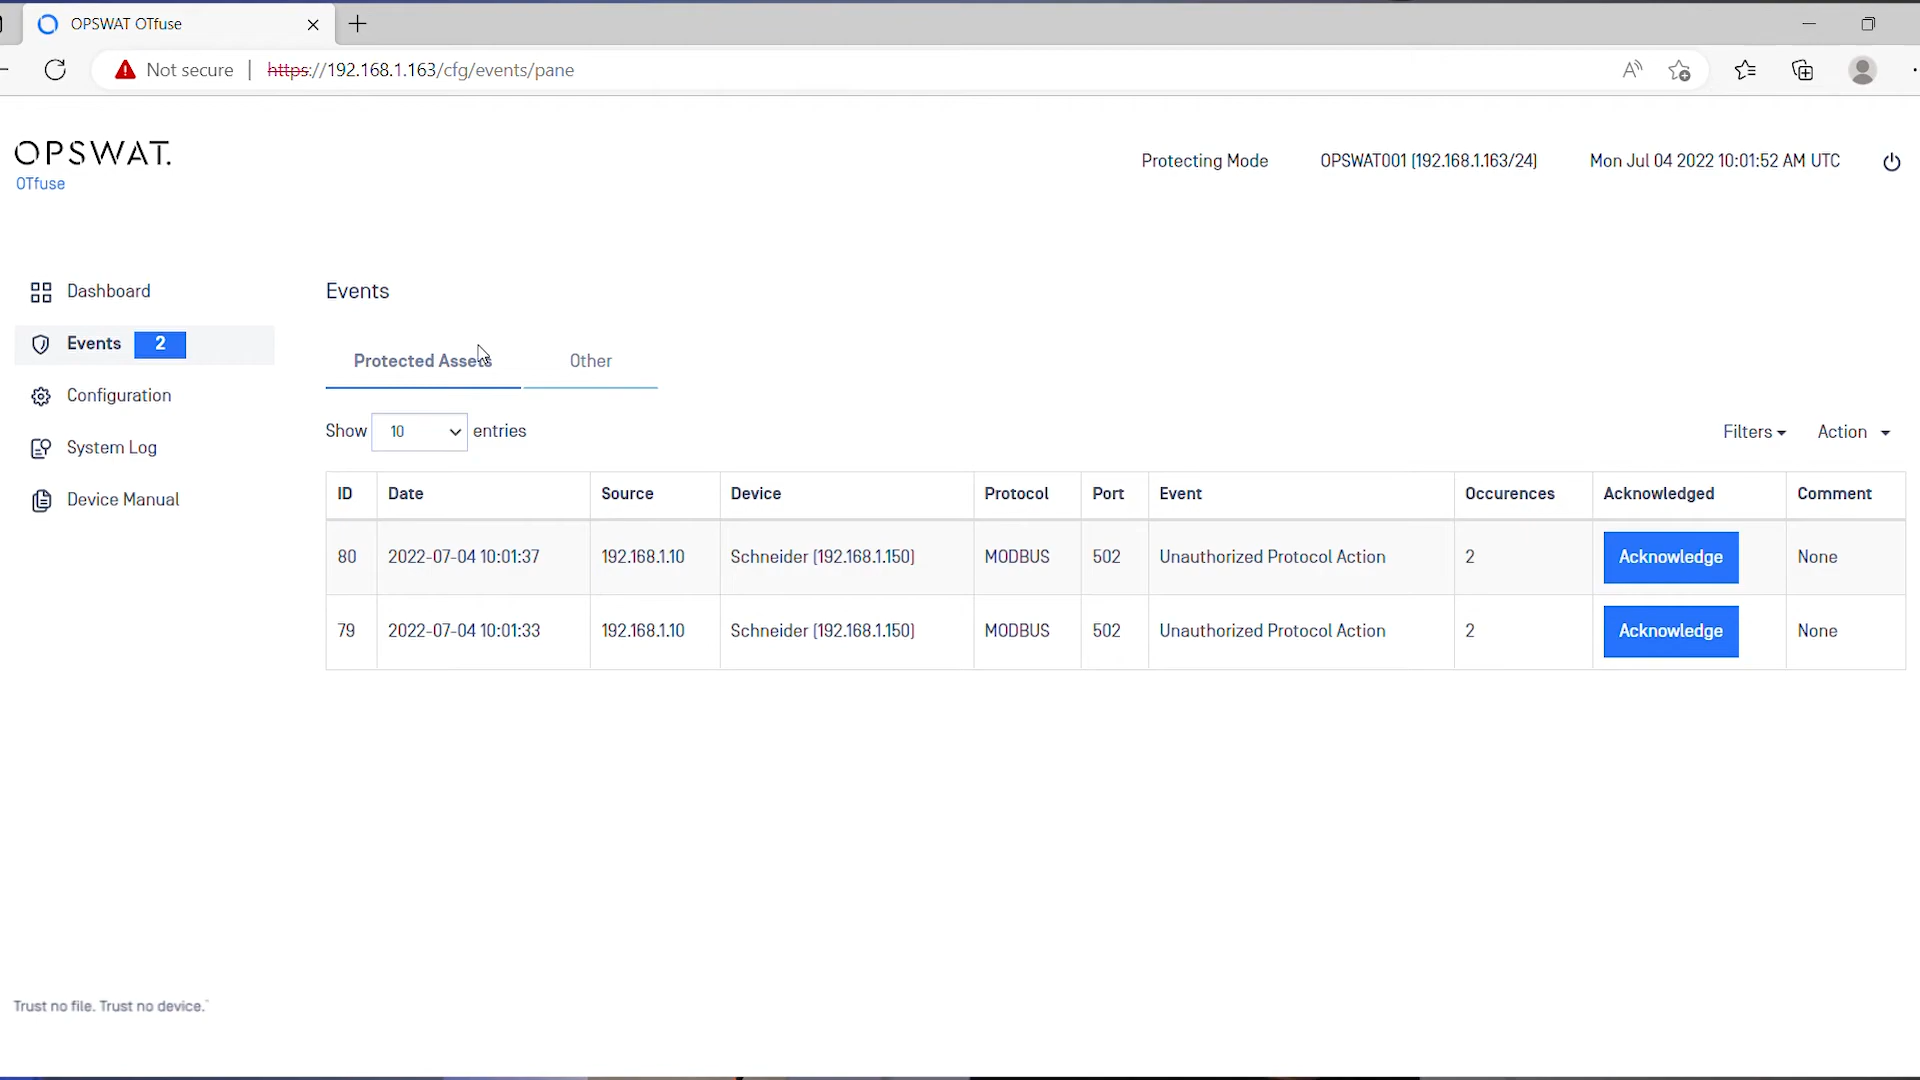 OPSWAT OTfuse
Not secure | https://192.168.1.163/cfg/events/pane
OPSWAT.
OTfuse
Protecting Mode OPSWAT001 (192.168.1.163/24) Mon Jul 04 2022 10:01:52 AM UTC
Dashboard
Events 2
Configuration
System Log
Device Manual
Events
Protected Assets Other
Show 10 entries
Filters Action
ID Date Source Device Protocol Port Event Occurences Acknowledged Comment
80 2022-07-04 10:01:37 192.168.1.10 Schneider (192.168.1.150) MODBUS 502 Unauthorized Protocol Action 2 Acknowledge None
79 2022-07-04 10:01:33 192.168.1.10 Schneider (192.168.1.150) MODBUS 502 Unauthorized Protocol Action 2 Acknowledge None
Trust no file. Trust no device.